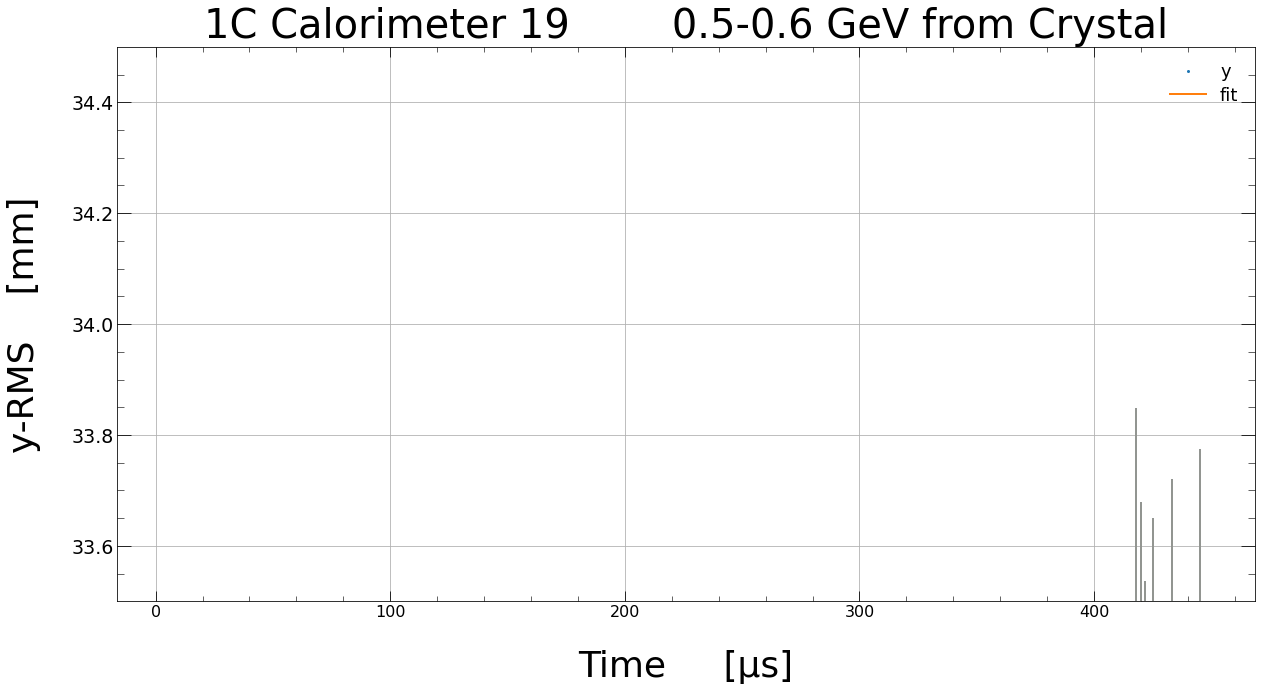 1C Calorimeter 19 0.5-0.6 GeV from Crystal
y
fit
34.4
34.2
34.0
33.8
33.6
y-RMS [mm]
0 100 200 300 400
Time [µs]